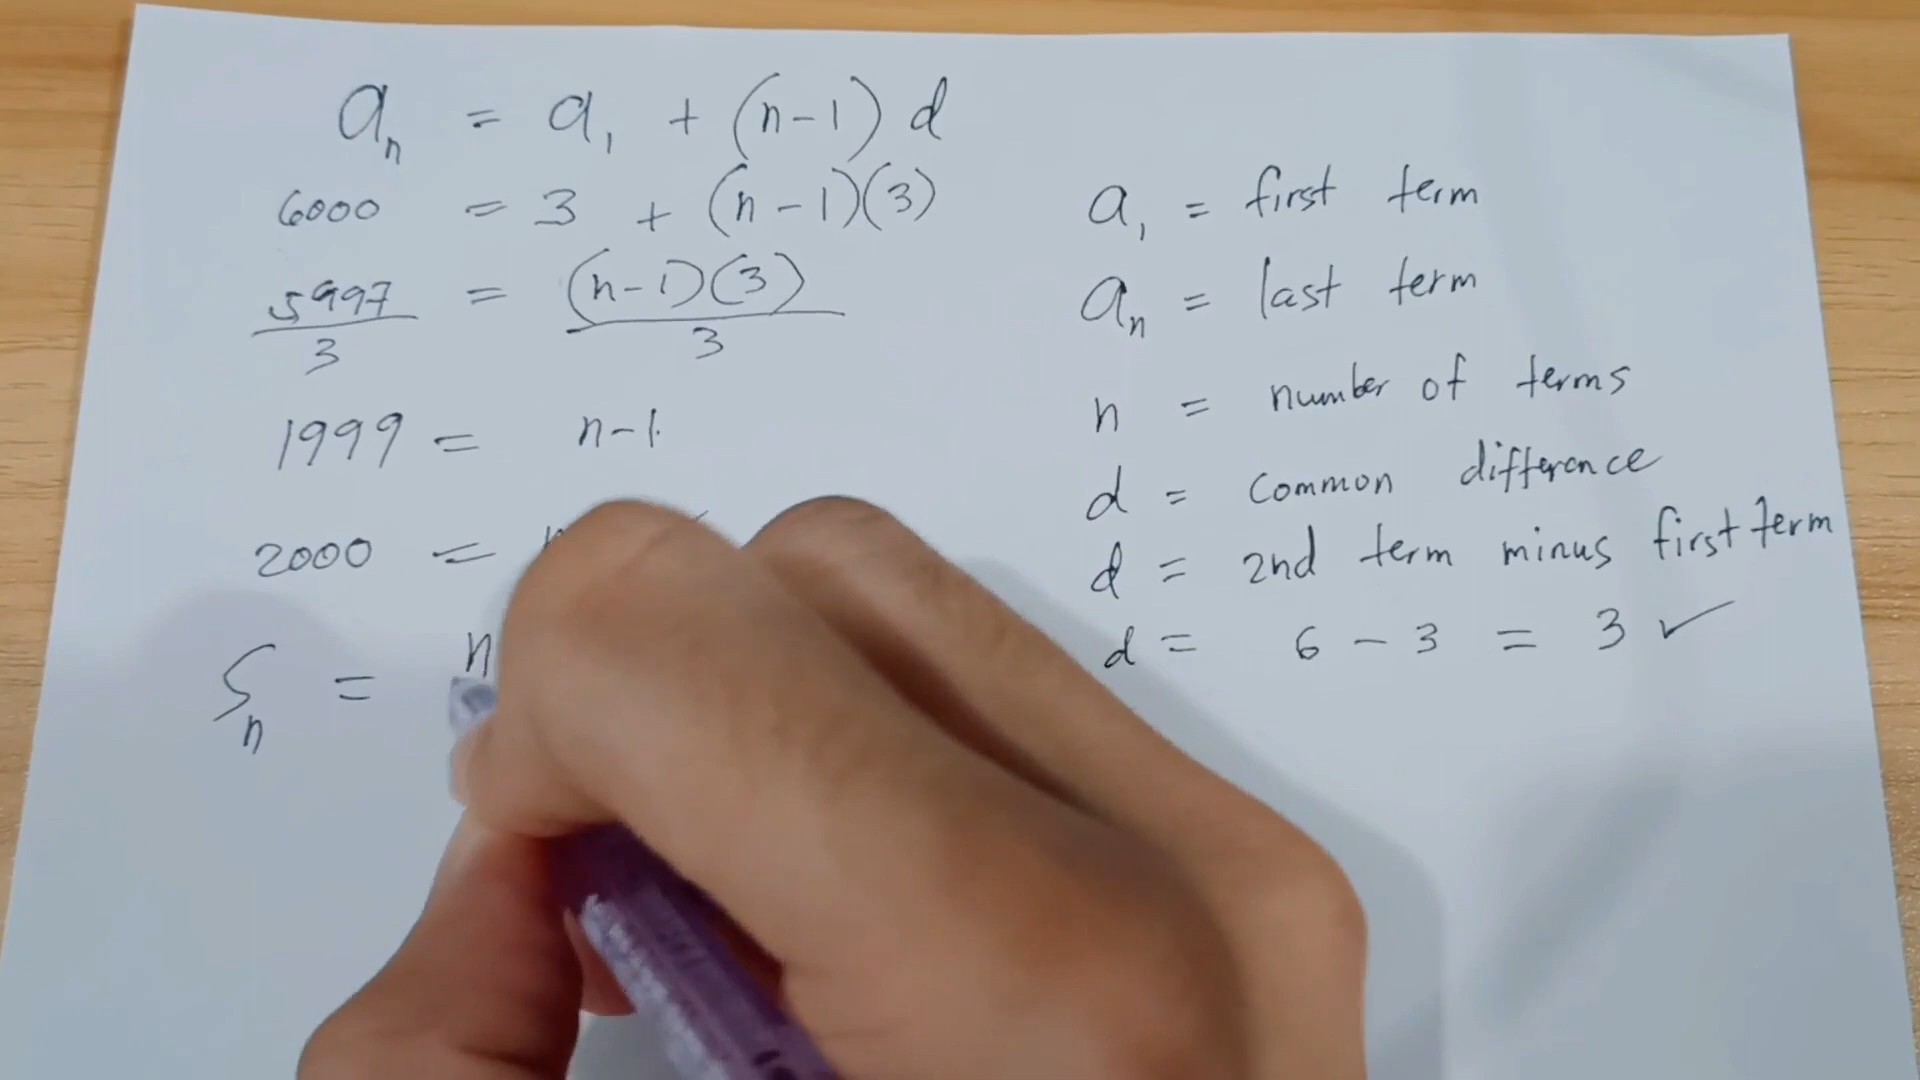 aₙ = a₁ + (n-1) d
6000 = 3 + (n-1)(3)
5997 = (n-1)(3)
3 3
1999 = n-1
2000 =
Sₙ = n
a₁ = first term
aₙ = last term
n = number of terms
d = common difference
d = 2nd term minus first term
d = 6 - 3 = 3 ✓